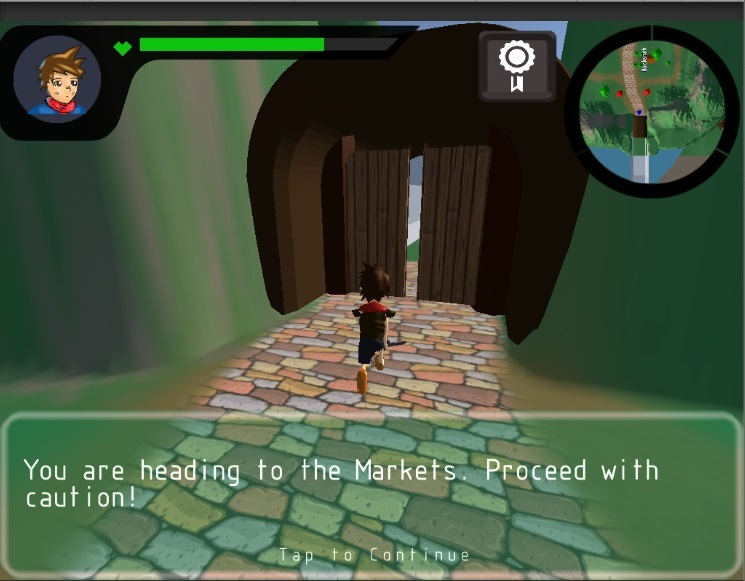 You are heading to the Markets. Proceed with
caution!
Tap to Continue